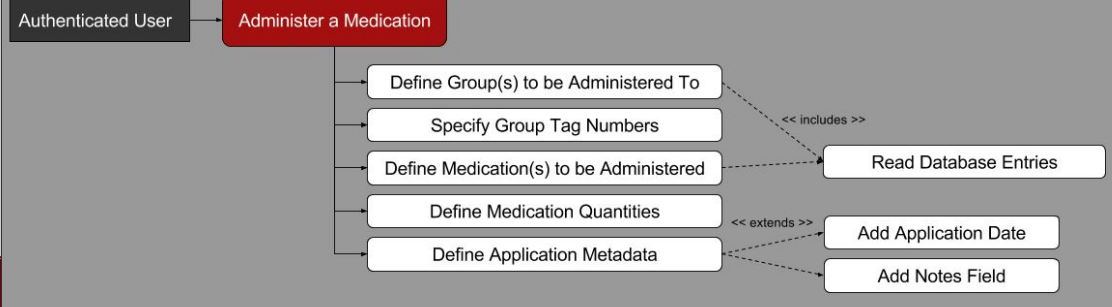 Authenticated User
Administer a Medication
Define Group(s) to be Administered To
<< includes >>
Specify Group Tag Numbers
Read Database Entries
Define Medication(s) to be Administered
Define Medication Quantities
<< extends >>
Add Application Date
Define Application Metadata
Add Notes Field